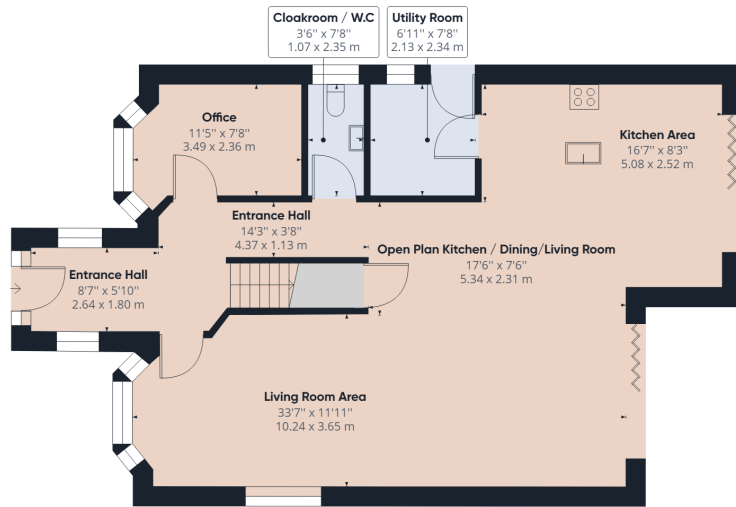 Cloakroom / W.C
3'6" x 7'8"
1.07 x 2.35 m
Utility Room
6'11" x 7'8"
2.13 x 2.34 m
Office
11'5" x 7'8"
3.49 x 2.36 m
Kitchen Area
16'7" x 8'3"
5.08 x 2.52 m
Entrance Hall
14'3" x 3'8"
4.37 x 1.13 m
Open Plan Kitchen / Dining/Living Room
17'6" x 7'6"
5.34 x 2.31 m
Entrance Hall
8'7" x 5'10"
2.64 x 1.80 m
Living Room Area
33'7" x 11'11"
10.24 x 3.65 m